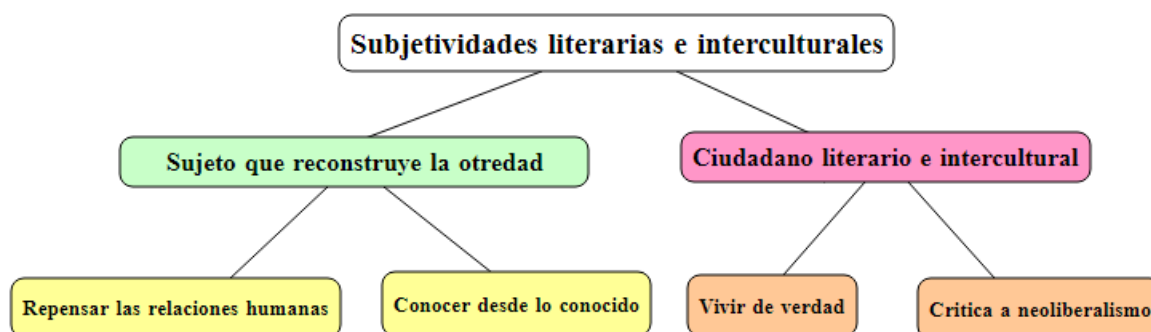 Subjetividades literarias e interculturales
Sujeto que reconstruye la otredad
Ciudadano literario e intercultural
Repensar las relaciones humanas
Conocer desde lo conocido
Vivir de verdad
Critica a neoliberalismo